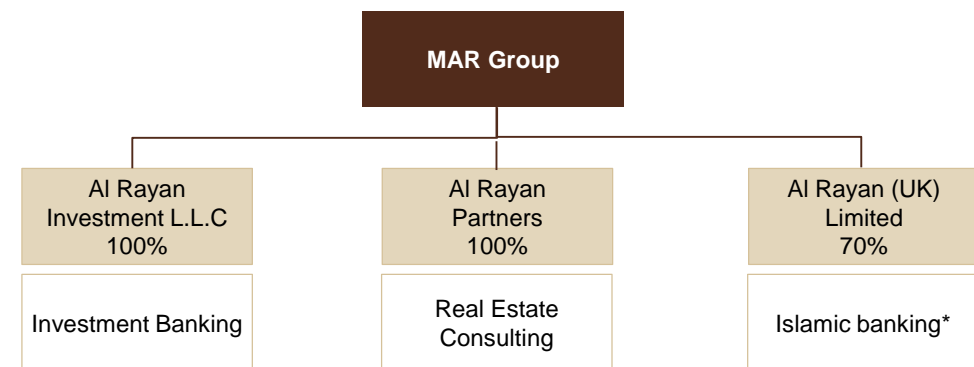 MAR Group
Al Rayan
Investment L.L.C
100%
Al Rayan
Partners
100%
Al Rayan (UK)
Limited
70%
Investment Banking
Real Estate
Consulting
Islamic banking*